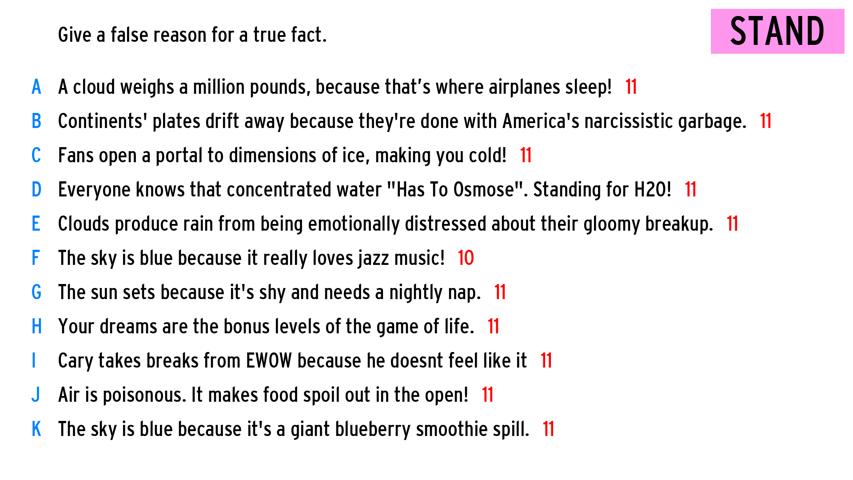 Give a false reason for a true fact.
STAND
A A cloud weighs a million pounds, because that's where airplanes sleep! 11
B Continents' plates drift away because they're done with America's narcissistic garbage. 11
C Fans open a portal to dimensions of ice, making you cold! 11
D Everyone knows that concentrated water "Has To Osmose". Standing for H2O! 11
E Clouds produce rain from being emotionally distressed about their gloomy breakup. 11
F The sky is blue because it really loves jazz music! 10
G The sun sets because it's shy and needs a nightly nap. 11
H Your dreams are the bonus levels of the game of life. 11
I Cary takes breaks from EWOW because he doesnt feel like it 11
J Air is poisonous. It makes food spoil out in the open! 11
K The sky is blue because it's a giant blueberry smoothie spill. 11